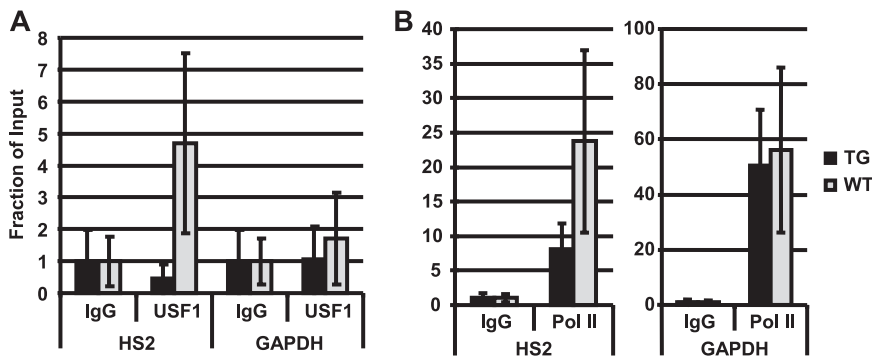 A
8
7
6
5
4
3
2
1
0
Fraction of Input
IgG
USF1
IgG
USF1
HS2
GAPDH
B
40
35
30
25
20
15
10
5
0
IgG
Pol II
HS2
100
80
60
40
20
0
IgG
Pol II
GAPDH
TG
WT